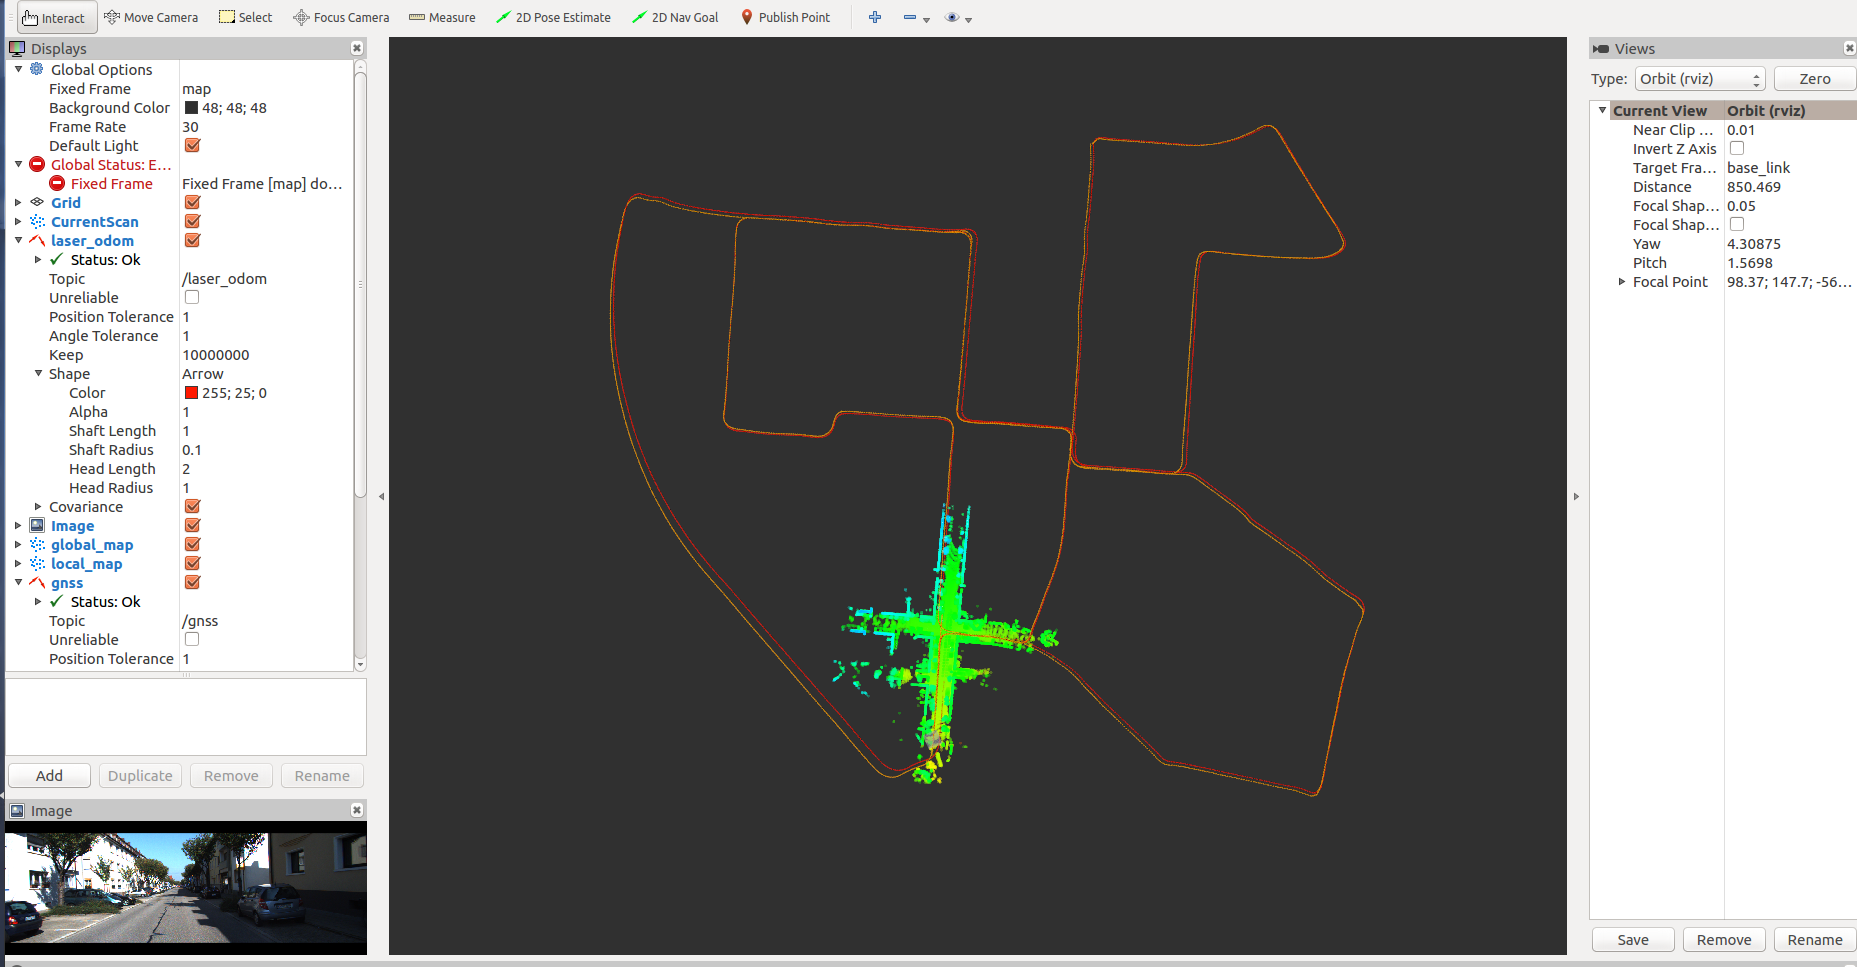 Interact Move Camera Select Focus Camera Measure 2D Pose Estimate 2D Nav Goal Publish Point
Displays
Global Options
Fixed Frame map
Background Color 48; 48; 48
Frame Rate 30
Default Light
Global Status: E...
Fixed Frame Fixed Frame [map] do...
Grid
CurrentScan
laser_odom
Status: Ok
Topic /laser_odom
Unreliable
Position Tolerance 1
Angle Tolerance 1
Keep 10000000
Shape Arrow
Color 255; 25; 0
Alpha 1
Shaft Length 1
Shaft Radius 0.1
Head Length 2
Head Radius 1
Covariance
Image
global_map
local_map
gnss
Status: Ok
Topic /gnss
Unreliable
Position Tolerance 1
Add Duplicate Remove Rename
Image
Views
Type: Orbit (rviz) Zero
Current View Orbit (rviz)
Near Clip ... 0.01
Invert Z Axis
Target Fra... base_link
Distance 850.469
Focal Shap... 0.05
Focal Shap...
Yaw 4.30875
Pitch 1.5698
Focal Point 98.37; 147.7; -56...
Save Remove Rename